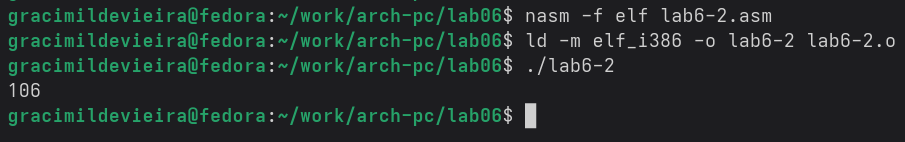 gracimildevieira@fedora:~/work/arch-pc/lab06$ nasm -f elf lab6-2.asm
gracimildevieira@fedora:~/work/arch-pc/lab06$ ld -m elf_i386 -o lab6-2 lab6-2.o
gracimildevieira@fedora:~/work/arch-pc/lab06$ ./lab6-2
106
gracimildevieira@fedora:~/work/arch-pc/lab06$